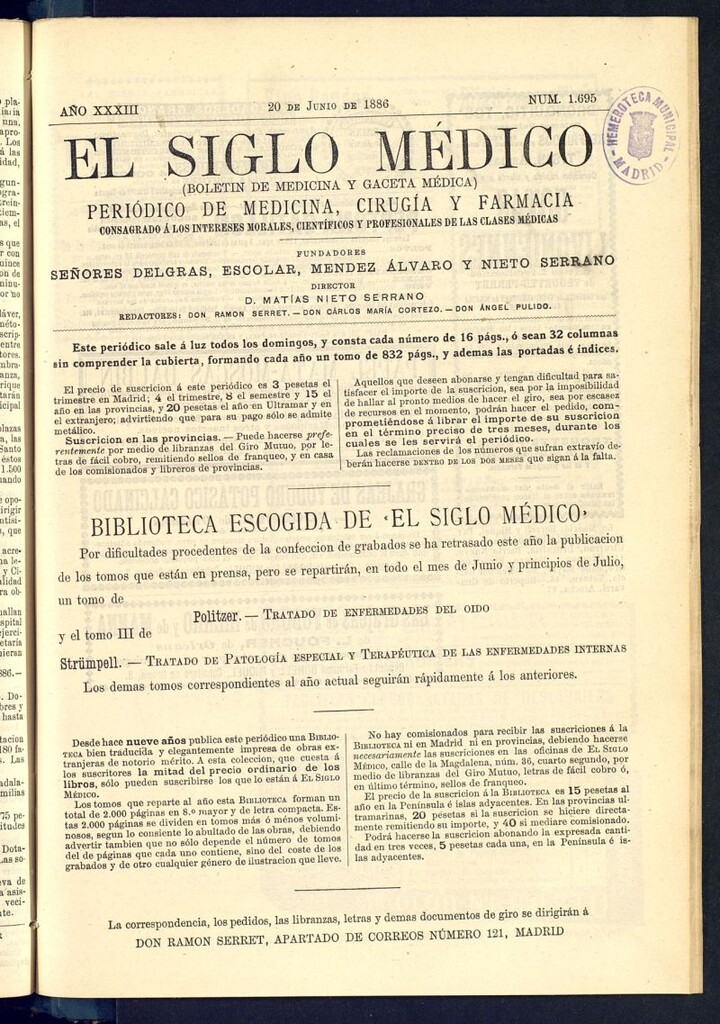 AÑO XXXIII
20 DE JUNIO DE 1886
NUM. 1.695
HEMEROTECA MUNICIPAL
MADRID
EL SIGLO MÉDICO
(BOLETIN DE MEDICINA Y GACETA MÉDICA)
PERIÓDICO DE MEDICINA, CIRUGÍA Y FARMACIA
CONSAGRADO Á LOS INTERESES MORALES, CIENTÍFICOS Y PROFESIONALES DE LAS CLASES MÉDICAS
FUNDADORES
SEÑORES DELGRAS, ESCOLAR, MENDEZ ÁLVARO Y NIETO SERRANO
DIRECTOR
D. MATÍAS NIETO SERRANO
REDACTORES: DON RAMON SERRET.—DON CÁRLOS MARÍA CORTEZO.—DON ÁNGEL PULIDO.
Este periódico sale á luz todos los domingos, y consta cada número de 16 págs., ó sean 32 columnas
sin comprender la cubierta, formando cada año un tomo de 832 págs., y ademas las portadas é índices.
El precio de suscricion á este periódico es 3 pesetas el
trimestre en Madrid; 4 el trimestre, 8 el semestre y 15 el
año en las provincias, y 20 pesetas el año en Ultramar y en
el extranjero; advirtiendo que para su pago sólo se admite
metálico.
Suscricion en las provincias.—Puede hacerse prefe-
rentemente por medio de libranzas del Giro Mutuo, por le-
tras de fácil cobro, remitiendo sellos de franqueo, y en casa
de los comisionados y libreros de provincias.
Aquellos que deseen abonarse y tengan dificultad para sa-
tisfacer el importe de la suscricion, sea por la imposibilidad
de hallar al pronto medios de hacer el giro, sea por escasez
de recursos en el momento, podrán hacer el pedido, com-
prometiéndose á librar el importe de su suscricion
en el término preciso de tres meses, durante los
cuales se les servirá el periódico.
Las reclamaciones de los números que sufran extravío de-
berán hacerse DENTRO DE LOS DOS MESES que sigan á la falta.
BIBLIOTECA ESCOGIDA DE «EL SIGLO MÉDICO»
Por dificultades procedentes de la confeccion de grabados se ha retrasado este año la publicacion
de los tomos que están en prensa, pero se repartirán, en todo el mes de Junio y principios de Julio,
un tomo de
Politzer.—TRATADO DE ENFERMEDADES DEL OIDO
y el tomo III de
Strümpell.—TRATADO DE PATOLOGÍA ESPECIAL Y TERAPÉUTICA DE LAS ENFERMEDADES INTERNAS
Los demas tomos correspondientes al año actual seguirán rápidamente á los anteriores.
Desde hace nueve años publica este periódico una BIBLIO-
TECA bien traducida y elegantemente impresa de obras ex-
tranjeras de notorio mérito. A esta coleccion, que cuesta á
los suscritores la mitad del precio ordinario de los
libros, sólo pueden suscribirse los que lo están á EL SIGLO
MÉDICO.
Los tomos que reparte al año esta BIBLIOTECA forman un
total de 2.000 páginas en 8.º mayor y de letra compacta. Es-
tas 2.000 páginas se dividen en tomos más ó ménos volumi-
nosos, segun lo consiente lo abultado de las obras, debiendo
advertir tambien que no sólo depende el número de tomos
del de páginas que cada uno contiene, sino del coste de los
grabados y de otro cualquier género de ilustracion que lleve.
No hay comisionados para recibir las suscriciones á la
BIBLIOTECA ni en Madrid ni en provincias, debiendo hacerse
necesariamente las suscriciones en las oficinas de EL SIGLO
MÉDICO, calle de la Magdalena, núm. 36, cuarto segundo, por
medio de libranzas del Giro Mutuo, letras de fácil cobro ó,
en último término, sellos de franqueo.
El precio de la suscricion á la BIBLIOTECA es 15 pesetas al
año en la Península é islas adyacentes. En las provincias ul-
tramarinas, 20 pesetas si la suscricion se hiciere directa-
mente remitiendo su importe, y 40 si mediare comisionado.
Podrá hacerse la suscricion abonando la expresada canti-
dad en tres veces, 5 pesetas cada una, en la Península é is-
las adyacentes.
La correspondencia, los pedidos, las libranzas, letras y demas documentos de giro se dirigirán á
DON RAMON SERRET, APARTADO DE CORREOS NÚMERO 121, MADRID